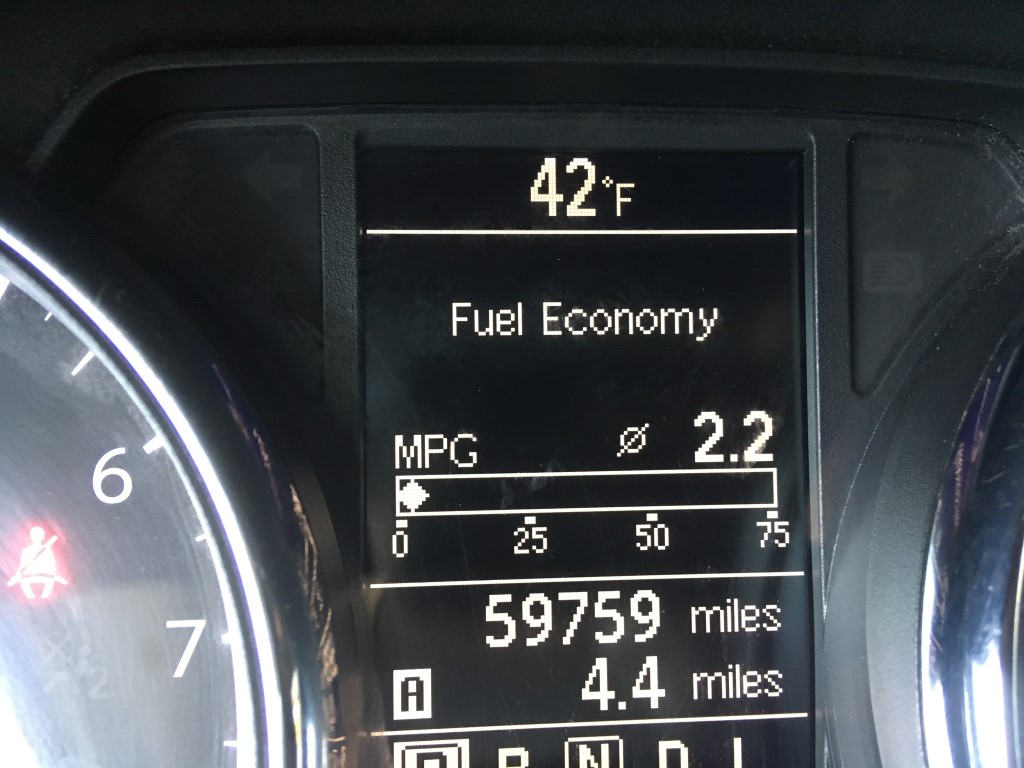 42°F
Fuel Economy
MPG ⌀ 2.2
0 25 50 75
59759 miles
A 4.4 miles
P R N D L
6
7